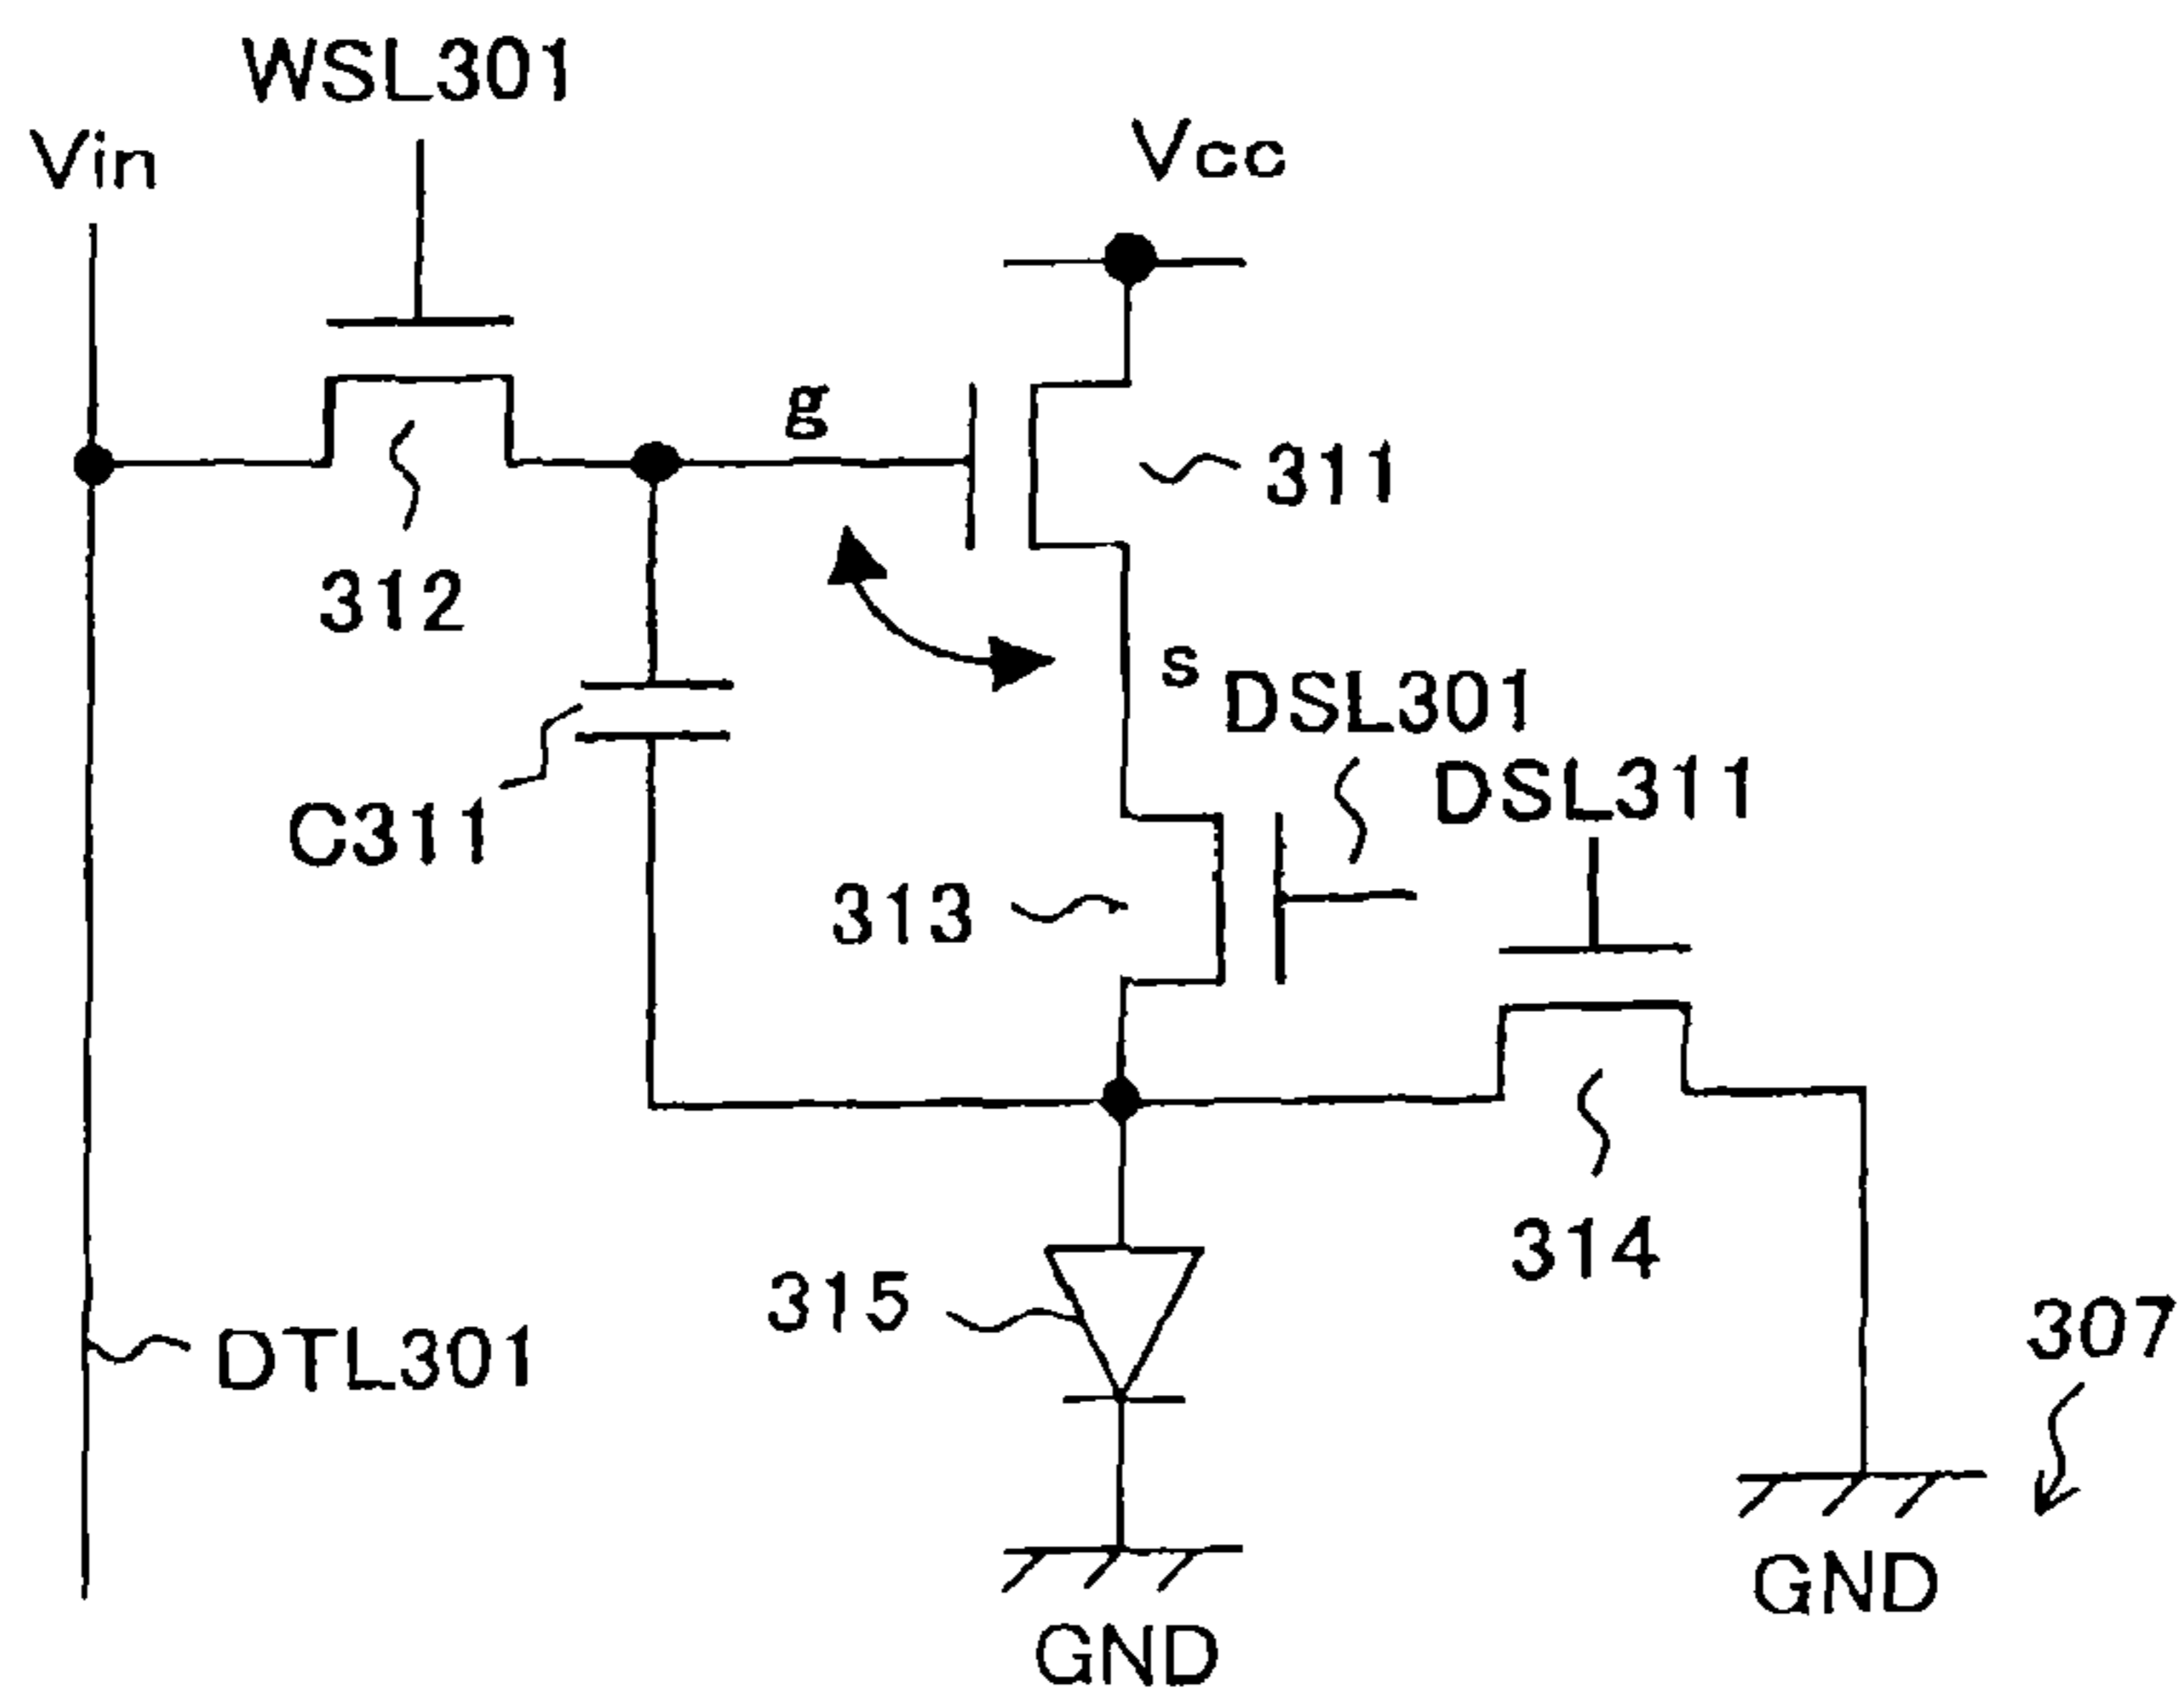 WSL301
Vin
Vcc
g
311
312
s
DSL301
DSL311
C311
313
314
315
307
DTL301
GND
GND